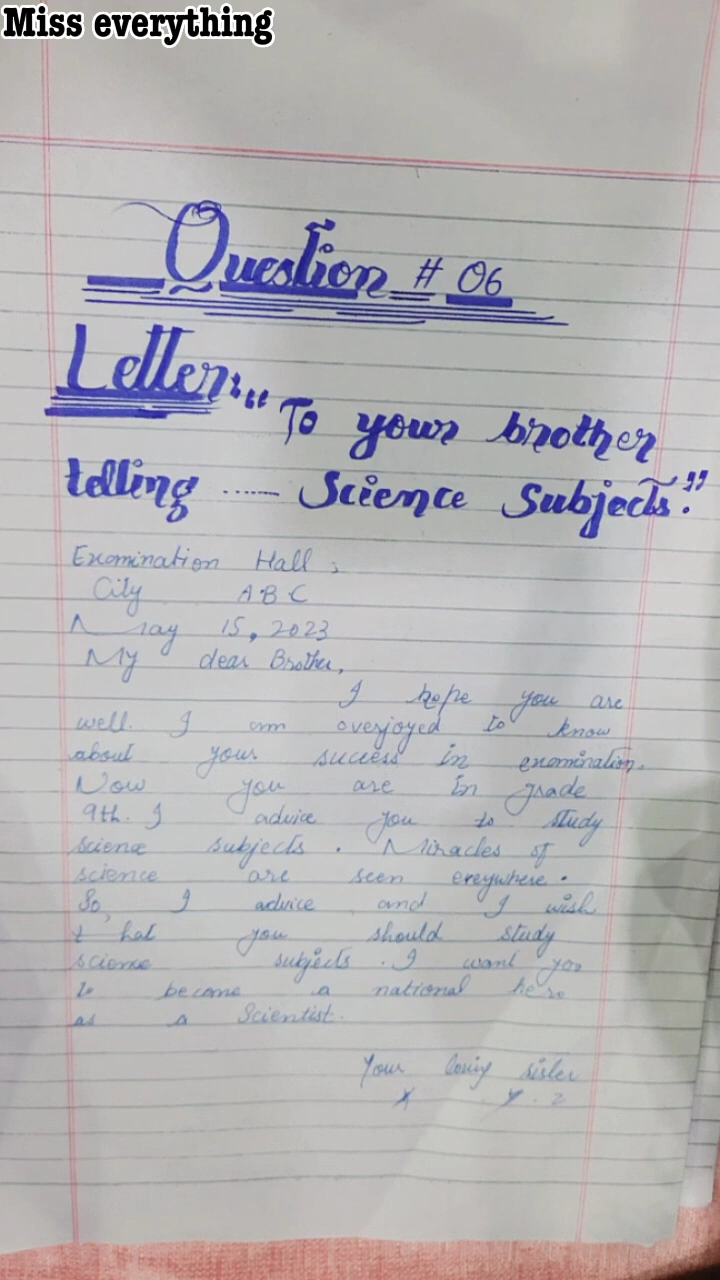 Miss everything
Question # 06
Letter:- "To your brother
telling ...... Science Subjects."
Examination Hall,
City A.B.C
May 15, 2023
My dear Brother,
I hope you are
well. I am overjoyed to know
about your success in examination.
Now you are in grade
9th. I advice you to study
science subjects. Miracles of
science are seen ereywhere.
So, I advice and I wish
that you should study
science subjects. I want you
to become a national hero
as a Scientist.
Your loving sister
X Y. Z